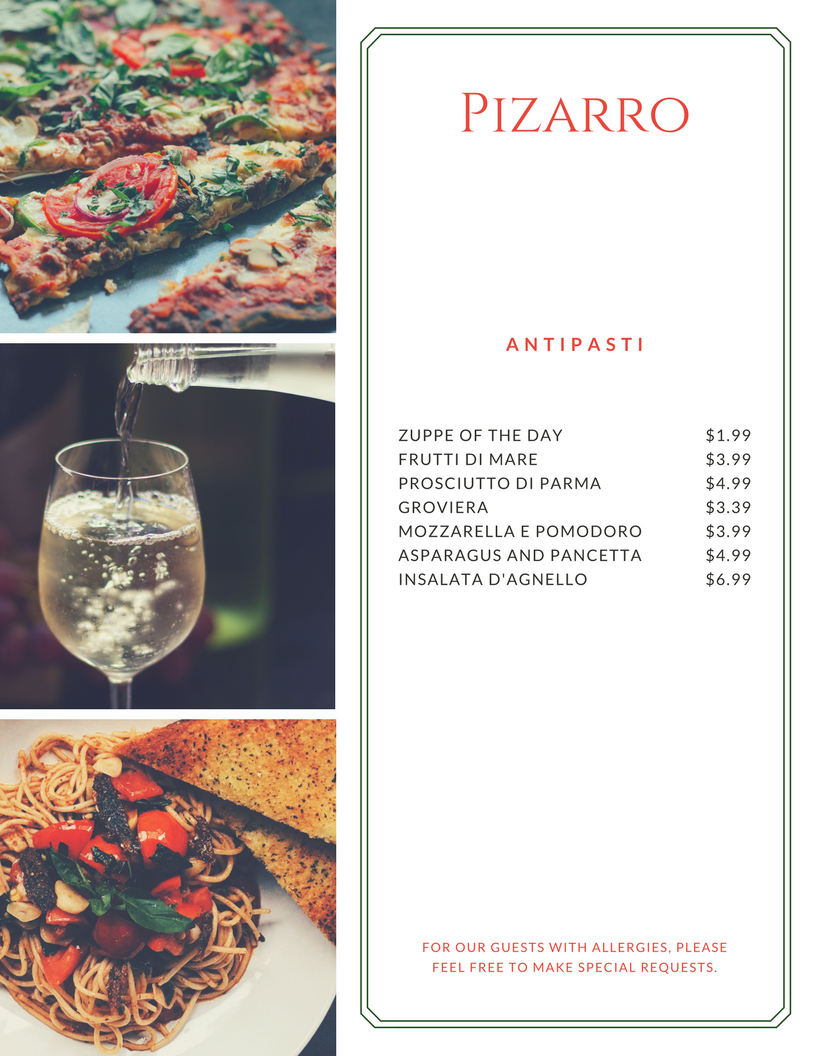 PIZARRO
ANTIPASTI
ZUPPE OF THE DAY $1.99
FRUTTI DI MARE $3.99
PROSCIUTTO DI PARMA $4.99
GROVIERA $3.39
MOZZARELLA E POMODORO $3.99
ASPARAGUS AND PANCETTA $4.99
INSALATA D'AGNELLO $6.99
FOR OUR GUESTS WITH ALLERGIES, PLEASE
FEEL FREE TO MAKE SPECIAL REQUESTS.